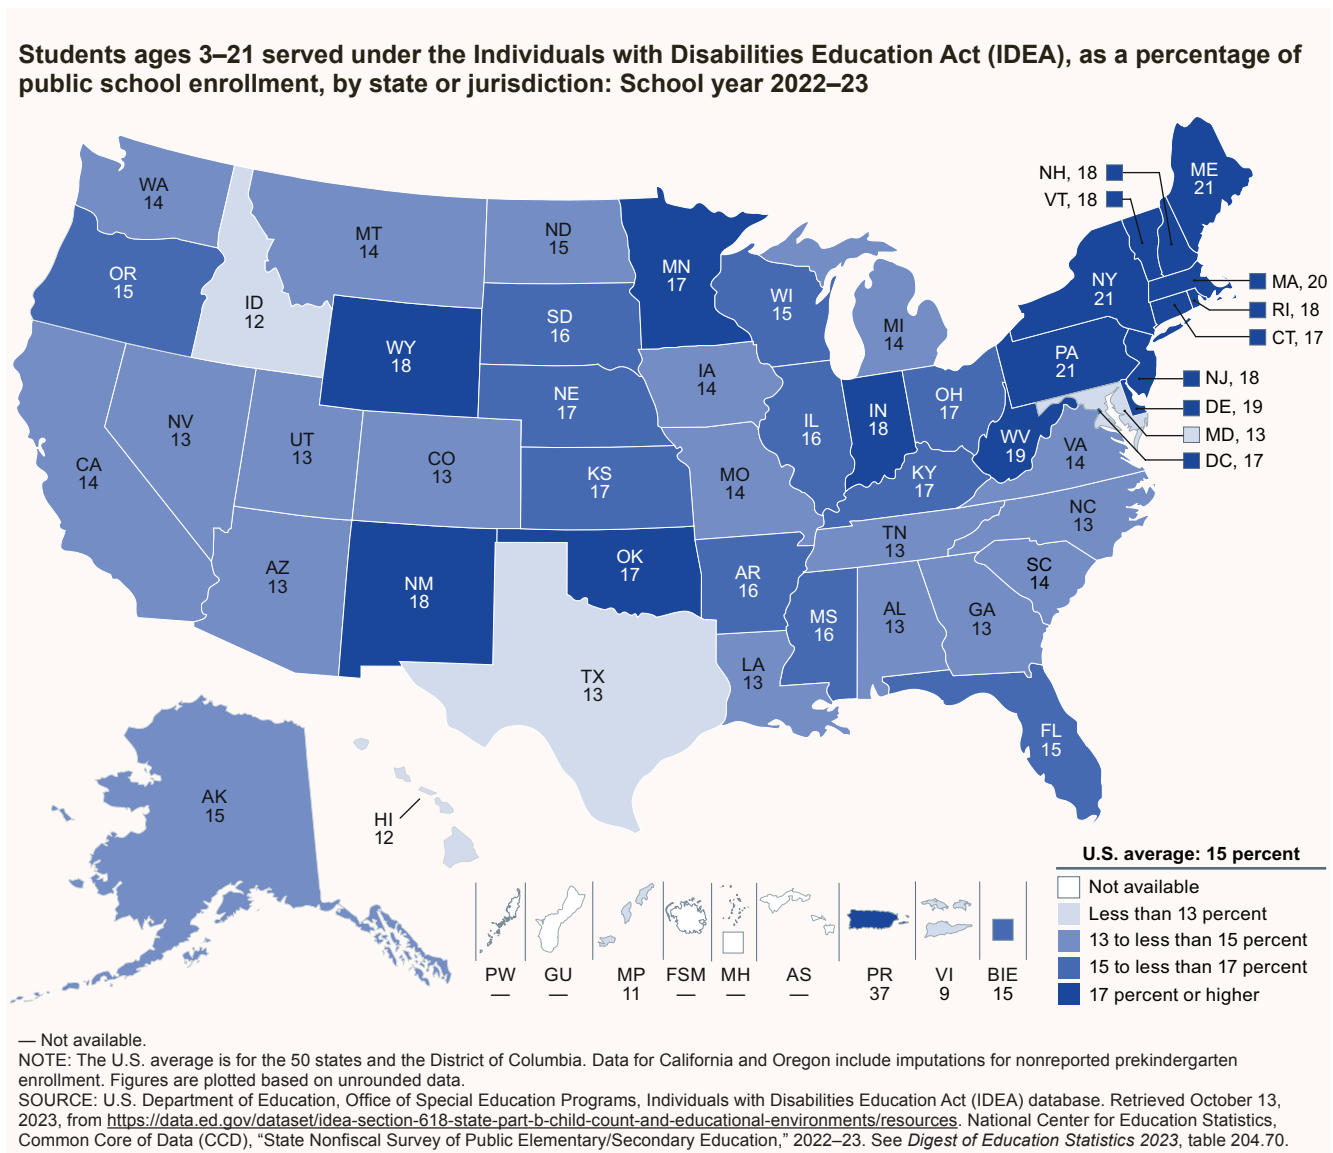 Students ages 3–21 served under the Individuals with Disabilities Education Act (IDEA), as a percentage of
public school enrollment, by state or jurisdiction: School year 2022–23
WA
14
OR
15
ID
12
MT
14
ND
15
MN
17
WI
15
MI
14
NH, 18
VT, 18
ME
21
NY
21
MA, 20
RI, 18
CT, 17
NJ, 18
DE, 19
MD, 13
DC, 17
PA
21
WY
18
SD
16
IA
14
NE
17
NV
13
UT
13
CO
13
CA
14
KS
17
MO
14
IL
16
IN
18
OH
17
WV
19
VA
14
KY
17
NC
13
TN
13
SC
14
AZ
13
NM
18
OK
17
AR
16
MS
16
AL
13
GA
13
TX
13
LA
13
FL
15
AK
15
HI
12
PW
—
GU
—
MP
11
FSM
—
MH
—
AS
—
PR
37
VI
9
BIE
15
U.S. average: 15 percent
Not available
Less than 13 percent
13 to less than 15 percent
15 to less than 17 percent
17 percent or higher
— Not available.
NOTE: The U.S. average is for the 50 states and the District of Columbia. Data for California and Oregon include imputations for nonreported prekindergarten
enrollment. Figures are plotted based on unrounded data.
SOURCE: U.S. Department of Education, Office of Special Education Programs, Individuals with Disabilities Education Act (IDEA) database. Retrieved October 13,
2023, from https://data.ed.gov/dataset/idea-section-618-state-part-b-child-count-and-educational-environments/resources. National Center for Education Statistics,
Common Core of Data (CCD), “State Nonfiscal Survey of Public Elementary/Secondary Education,” 2022–23. See Digest of Education Statistics 2023, table 204.70.